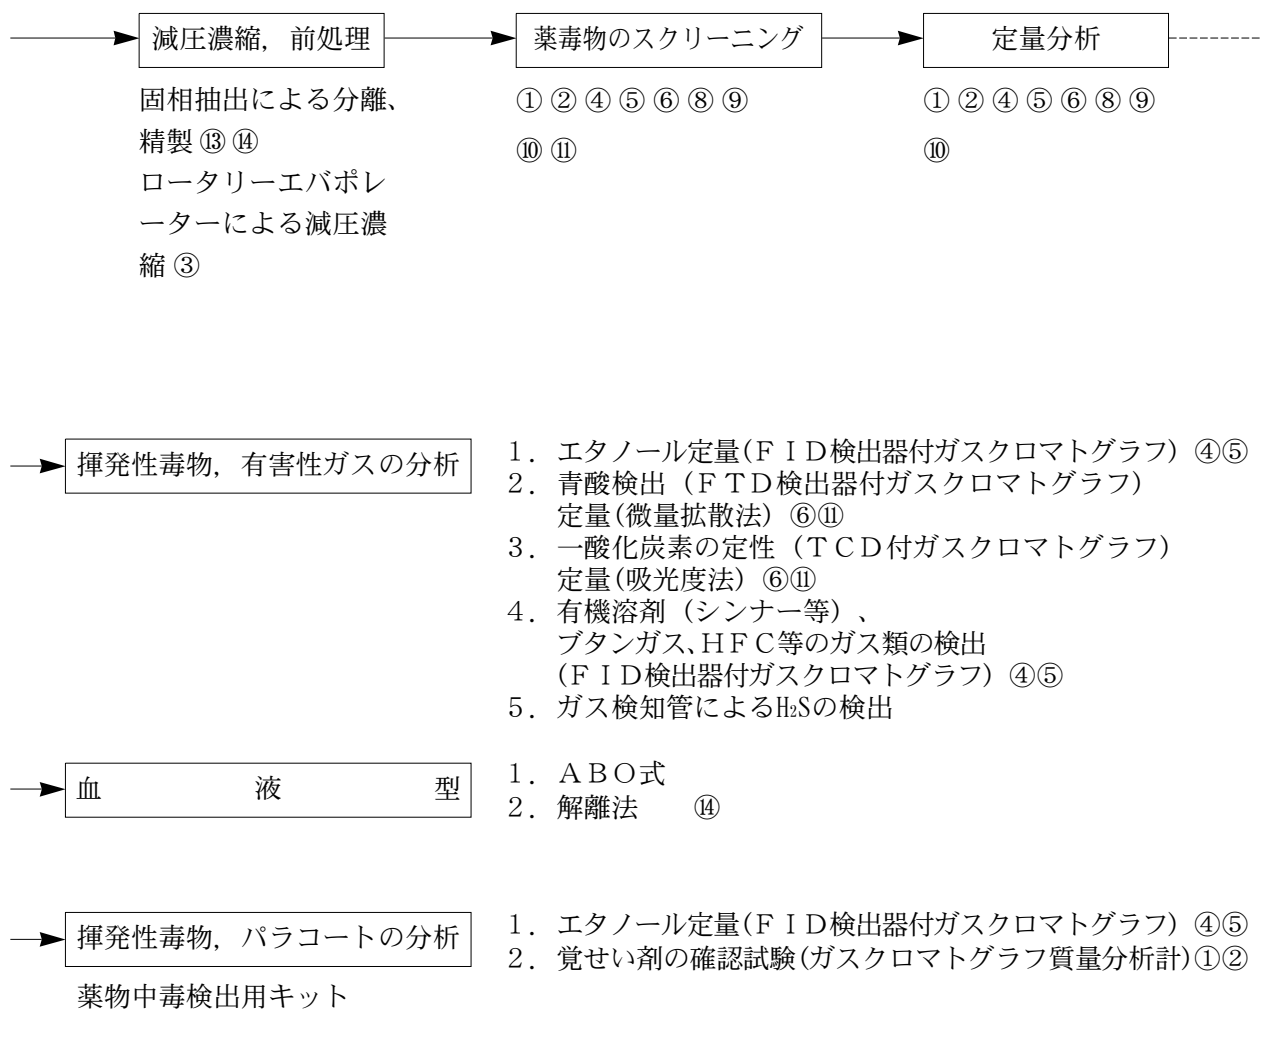 減圧濃縮，前処理
固相抽出による分離、
精製 ⑬ ⑭
ロータリーエバポレ
ーターによる減圧濃
縮 ③
薬毒物のスクリーニング
① ② ④ ⑤ ⑥ ⑧ ⑨
⑩ ⑪
定量分析
① ② ④ ⑤ ⑥ ⑧ ⑨
⑩
揮発性毒物，有害性ガスの分析
１．エタノール定量(ＦＩＤ検出器付ガスクロマトグラフ）④⑤
２．青酸検出（ＦＴＤ検出器付ガスクロマトグラフ）
定量(微量拡散法）⑥⑪
３．一酸化炭素の定性（ＴＣＤ付ガスクロマトグラフ）
定量(吸光度法）⑥⑪
４．有機溶剤（シンナー等）、
ブタンガス、ＨＦＣ等のガス類の検出
(ＦＩＤ検出器付ガスクロマトグラフ）④⑤
５．ガス検知管によるH₂Sの検出
血　液　型
１．ＡＢＯ式
２．解離法　⑭
揮発性毒物，パラコートの分析
薬物中毒検出用キット
１．エタノール定量(ＦＩＤ検出器付ガスクロマトグラフ）④⑤
２．覚せい剤の確認試験(ガスクロマトグラフ質量分析計)①②